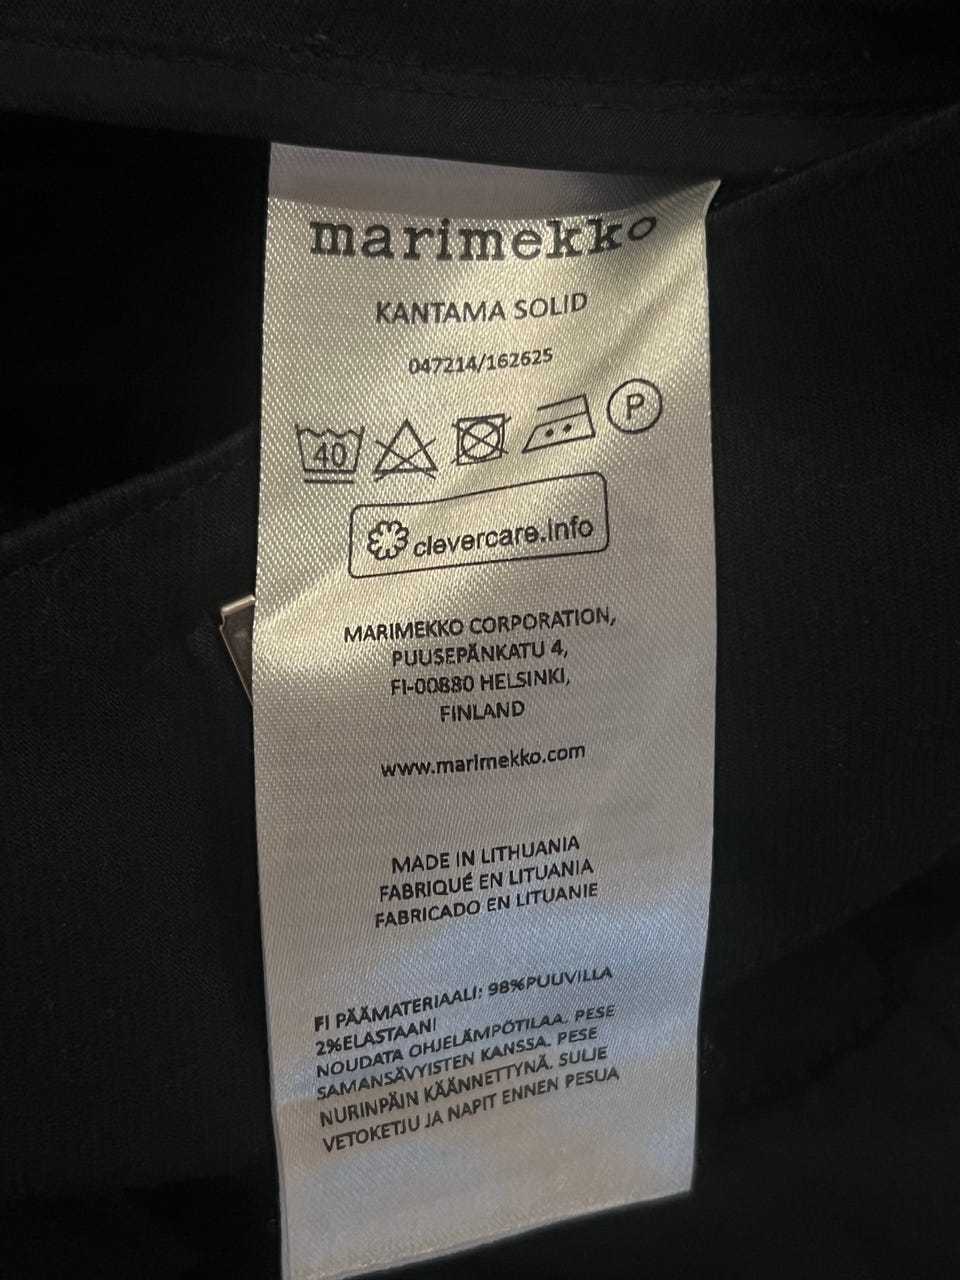 marimekko
KANTAMA SOLID
047214/162625
40 P
clevercare.info
MARIMEKKO CORPORATION,
PUUSEPÄNKATU 4,
FI-00880 HELSINKI,
FINLAND
www.marimekko.com
MADE IN LITHUANIA
FABRIQUÉ EN LITUANIA
FABRICADO EN LITUANIE
FI PÄÄMATERIAALI: 98%PUUVILLA
2%ELASTAANI
NOUDATA OHJELÄMPÖTILAA. PESE
SAMANSÄVYISTEN KANSSA. PESE
NURINPÄIN KÄÄNNETTYNÄ. SULJE
VETOKETJU JA NAPIT ENNEN PESUA